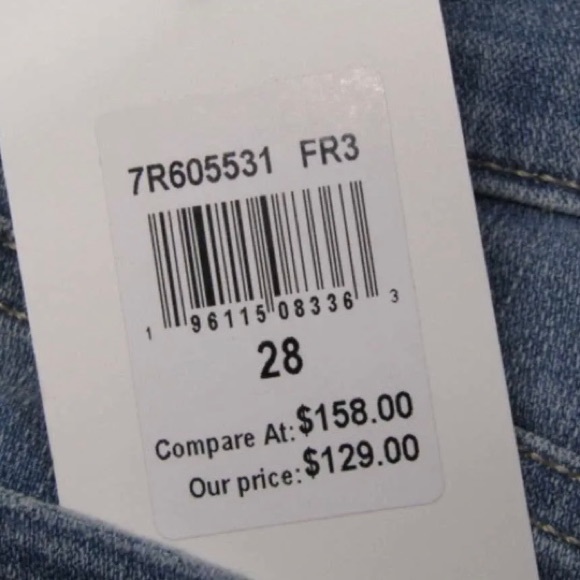 7R605531 FR3
1 96115 08336 3
28
Compare At: $158.00
Our price: $129.00